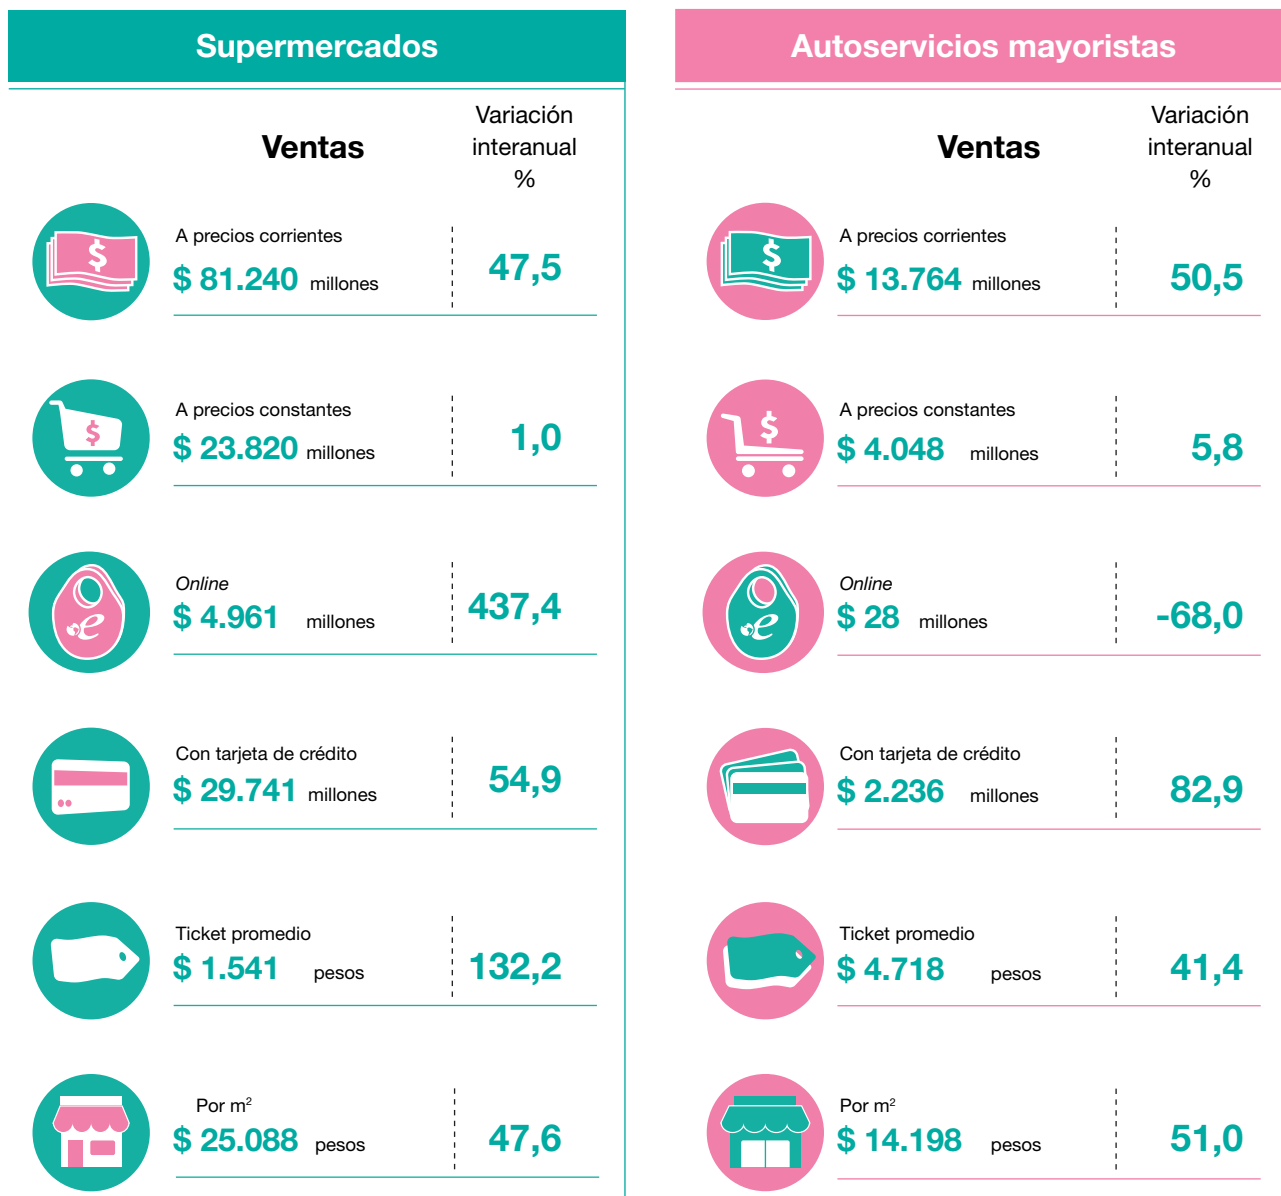 Supermercados
Ventas
Variación
interanual
%
A precios corrientes
$ 81.240 millones
47,5
A precios constantes
$ 23.820 millones
1,0
Online
$ 4.961 millones
437,4
Con tarjeta de crédito
$ 29.741 millones
54,9
Ticket promedio
$ 1.541 pesos
132,2
Por m²
$ 25.088 pesos
47,6
Autoservicios mayoristas
Ventas
Variación
interanual
%
A precios corrientes
$ 13.764 millones
50,5
A precios constantes
$ 4.048 millones
5,8
Online
$ 28 millones
-68,0
Con tarjeta de crédito
$ 2.236 millones
82,9
Ticket promedio
$ 4.718 pesos
41,4
Por m²
$ 14.198 pesos
51,0